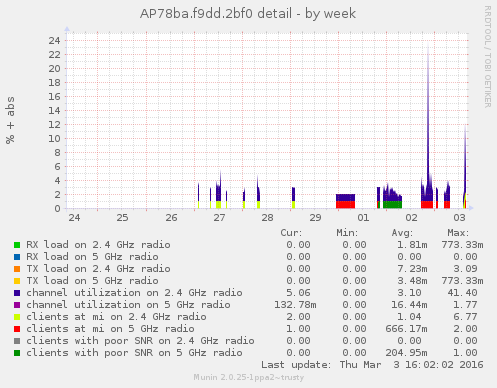 AP78ba.f9dd.2bf0 detail - by week
RRDTOOL / TOBI OETIKER
% + abs
24
22
20
18
16
14
12
10
8
6
4
2
0
24 25 26 27 28 29 01 02 03
Cur: Min: Avg: Max:
RX load on 2.4 GHz radio 0.00 0.00 1.81m 773.33m
RX load on 5 GHz radio 0.00 0.00 0.00 0.00
TX load on 2.4 GHz radio 0.00 0.00 7.23m 3.09
TX load on 5 GHz radio 0.00 0.00 3.48m 773.33m
channel utilization on 2.4 GHz radio 5.06 0.00 3.10 41.40
channel utilization on 5 GHz radio 132.78m 0.00 16.44m 1.77
clients at mi on 2.4 GHz radio 2.00 0.00 1.04 6.77
clients at mi on 5 GHz radio 1.00 0.00 666.17m 2.00
clients with poor SNR on 2.4 GHz radio 0.00 0.00 0.00 0.00
clients with poor SNR on 5 GHz radio 0.00 0.00 204.95m 1.00
Last update: Thu Mar 3 16:02:02 2016
Munin 2.0.25-1ppa2~trusty